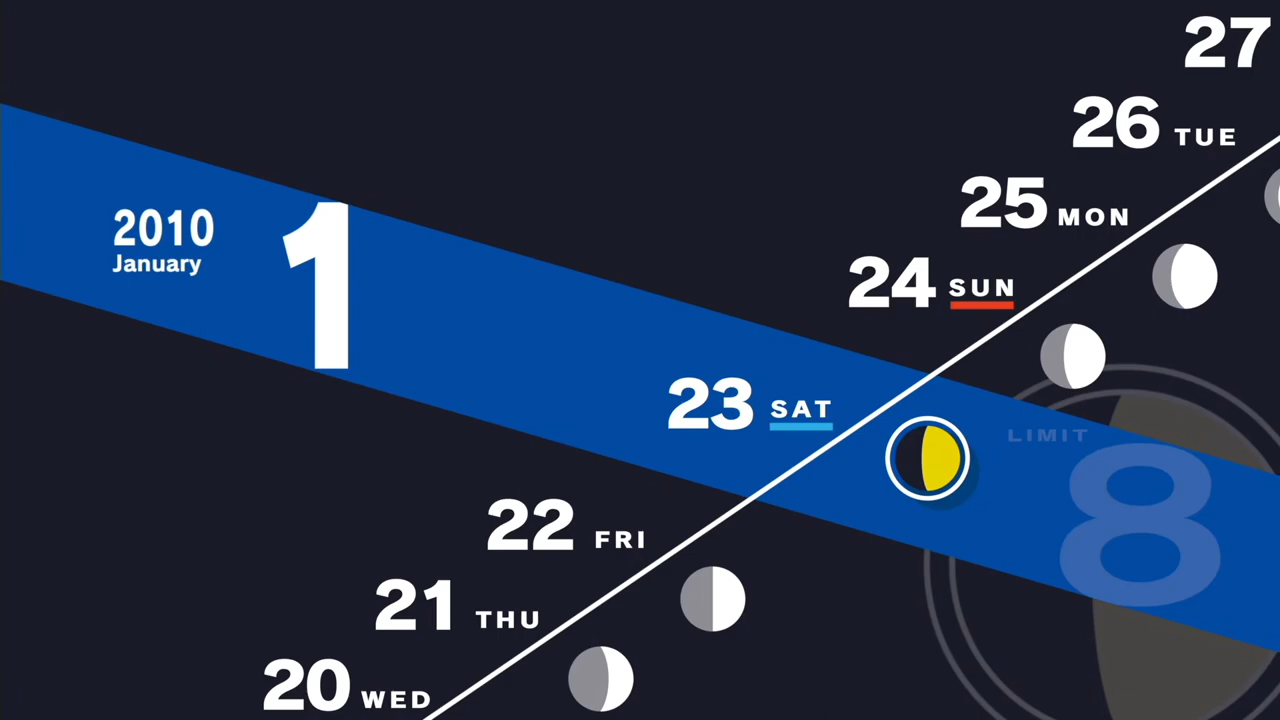 27
26 TUE
25 MON
24 SUN
2010
January
1
23 SAT
LIMIT
8
22 FRI
21 THU
20 WED